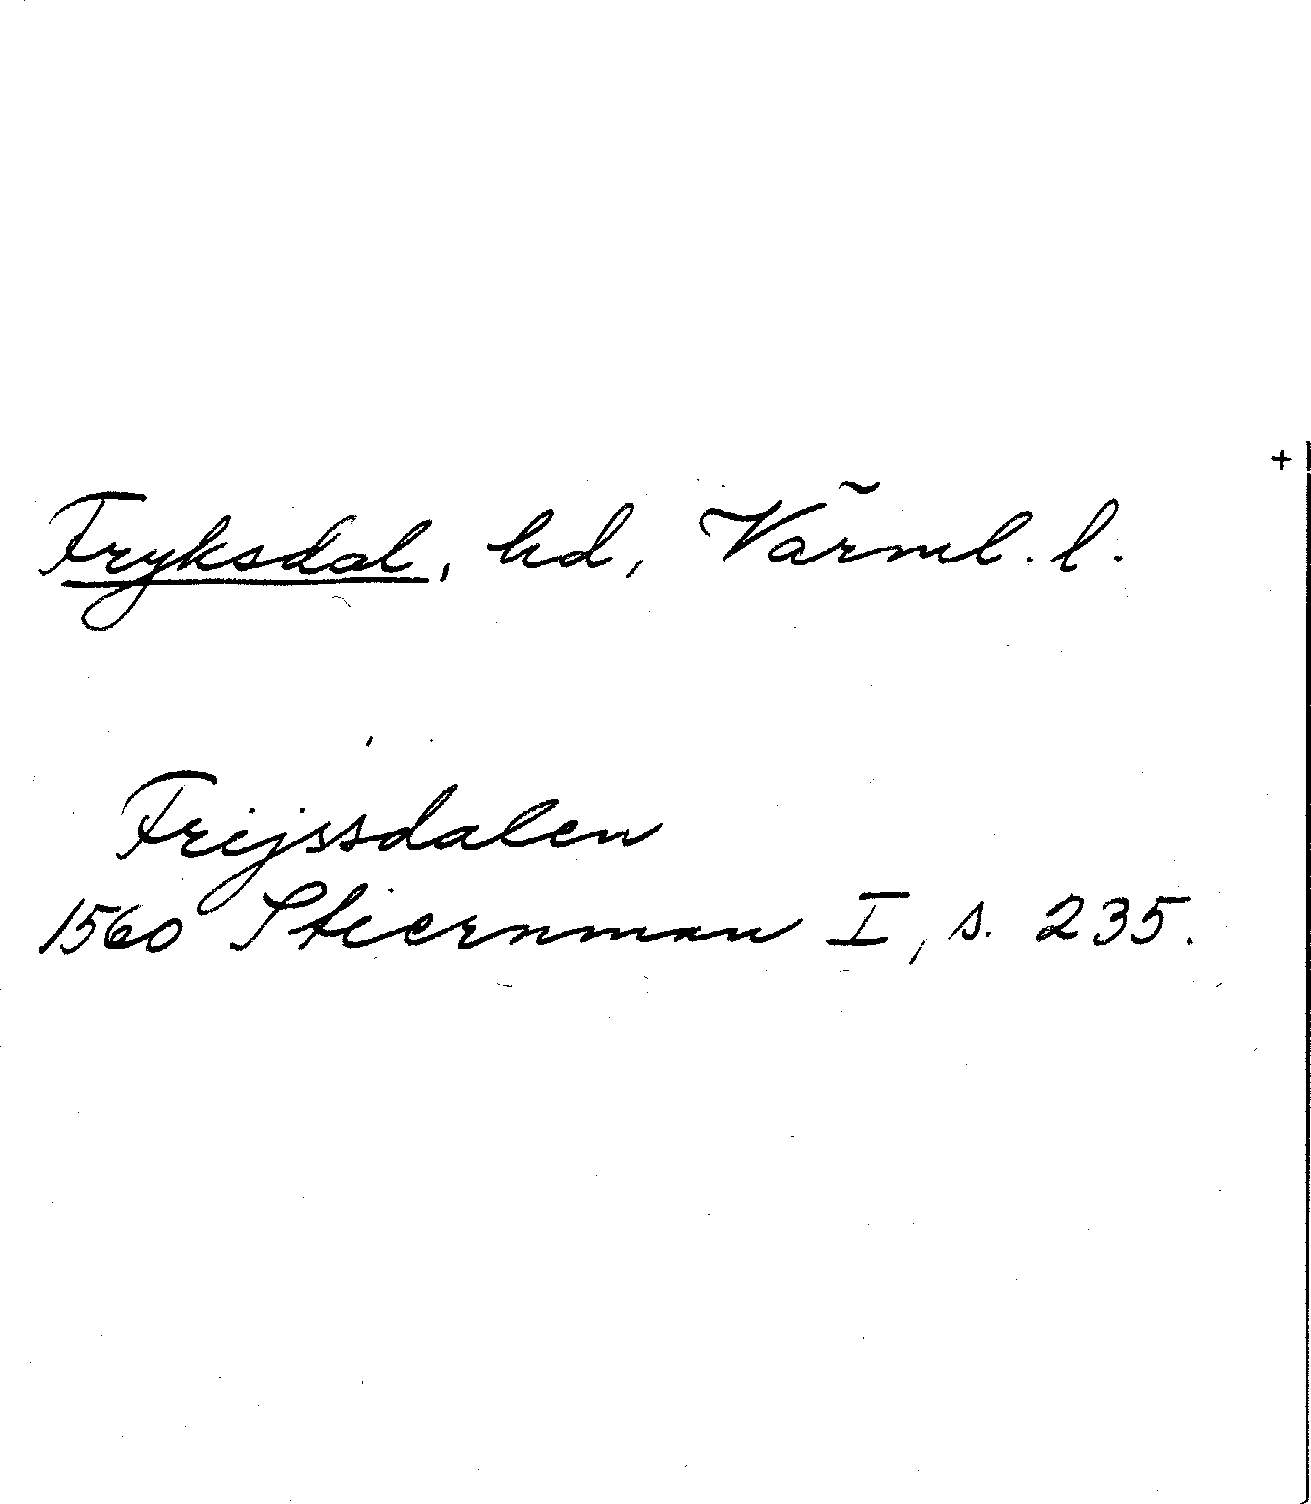 Fryksdal, hd, Värml. l.
Frijssdalen
1560 Stiernman I, s. 235.